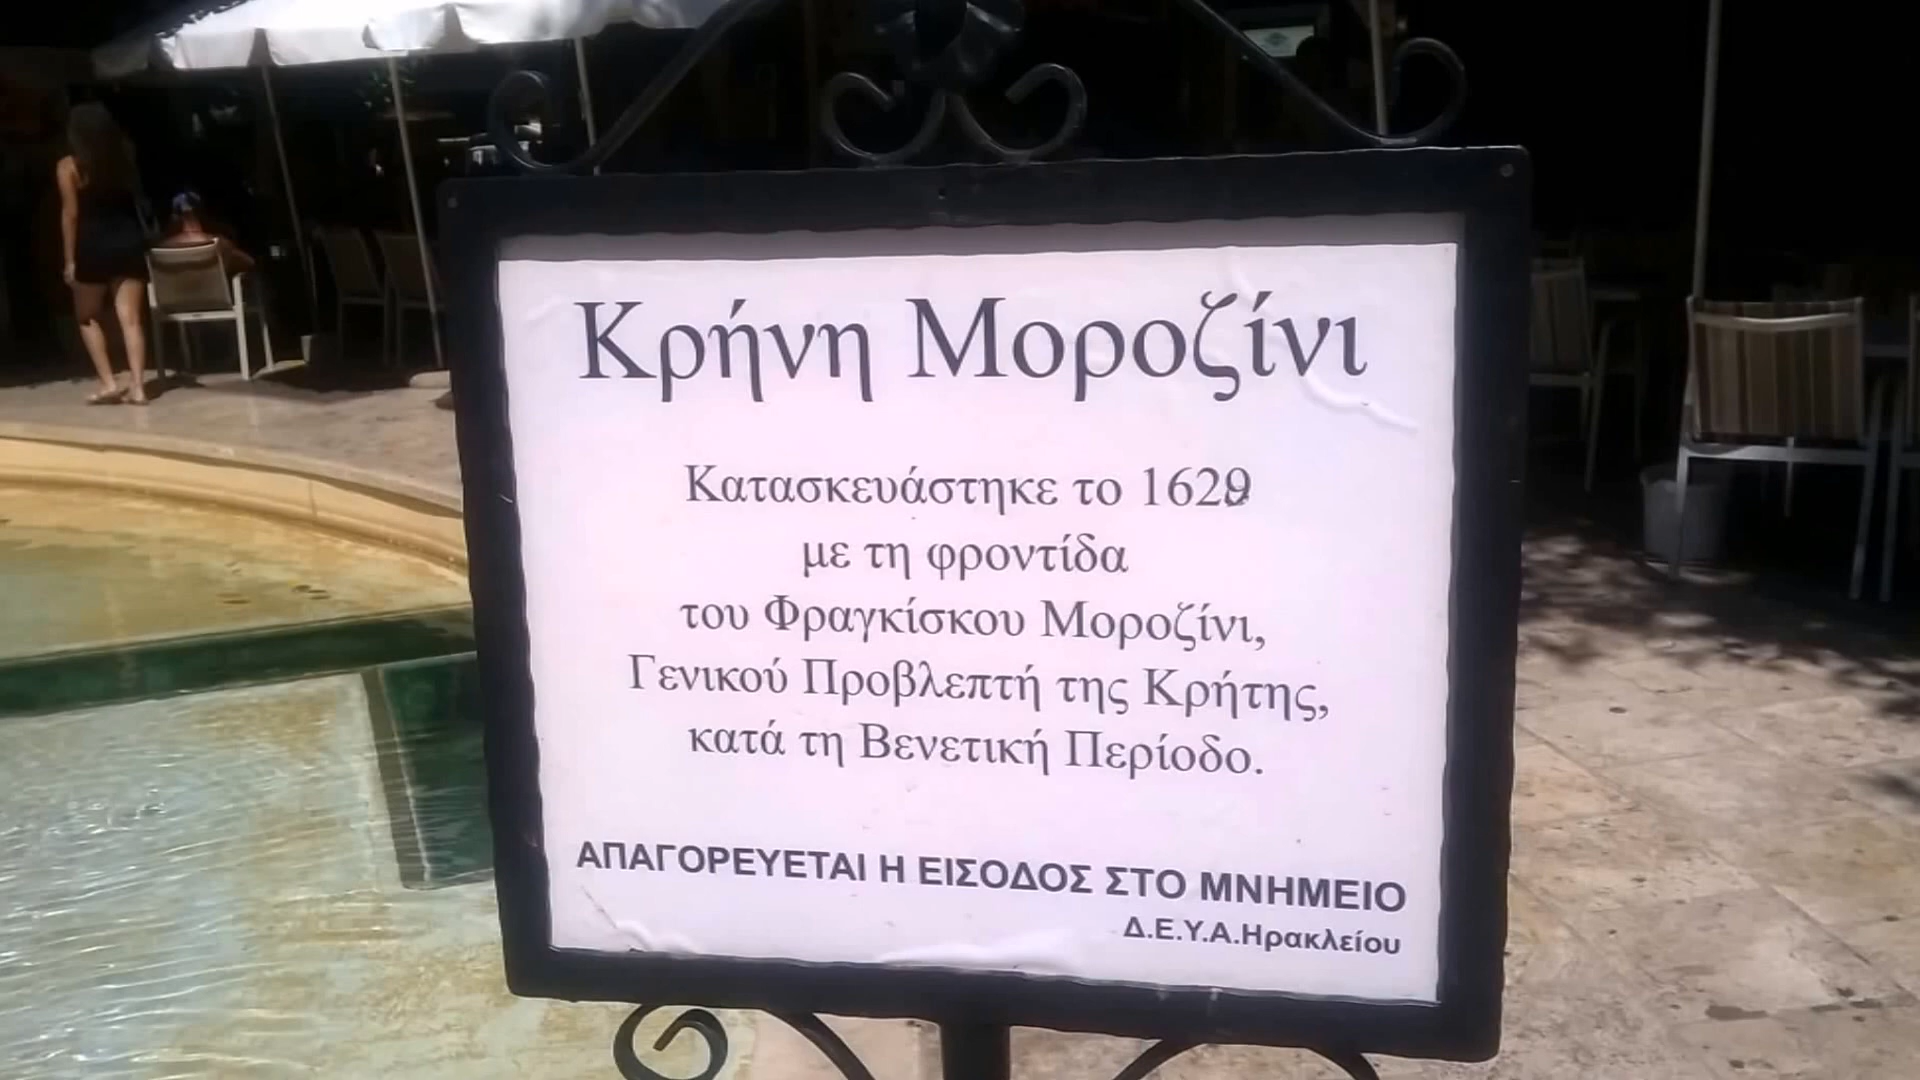 Κρήνη Μοροζίνι
Κατασκευάστηκε το 1629
με τη φροντίδα
του Φραγκίσκου Μοροζίνι,
Γενικού Προβλεπτή της Κρήτης,
κατά τη Βενετική Περίοδο.
ΑΠΑΓΟΡΕΥΕΤΑΙ Η ΕΙΣΟΔΟΣ ΣΤΟ ΜΝΗΜΕΙΟ
Δ.Ε.Υ.Α.Ηρακλείου